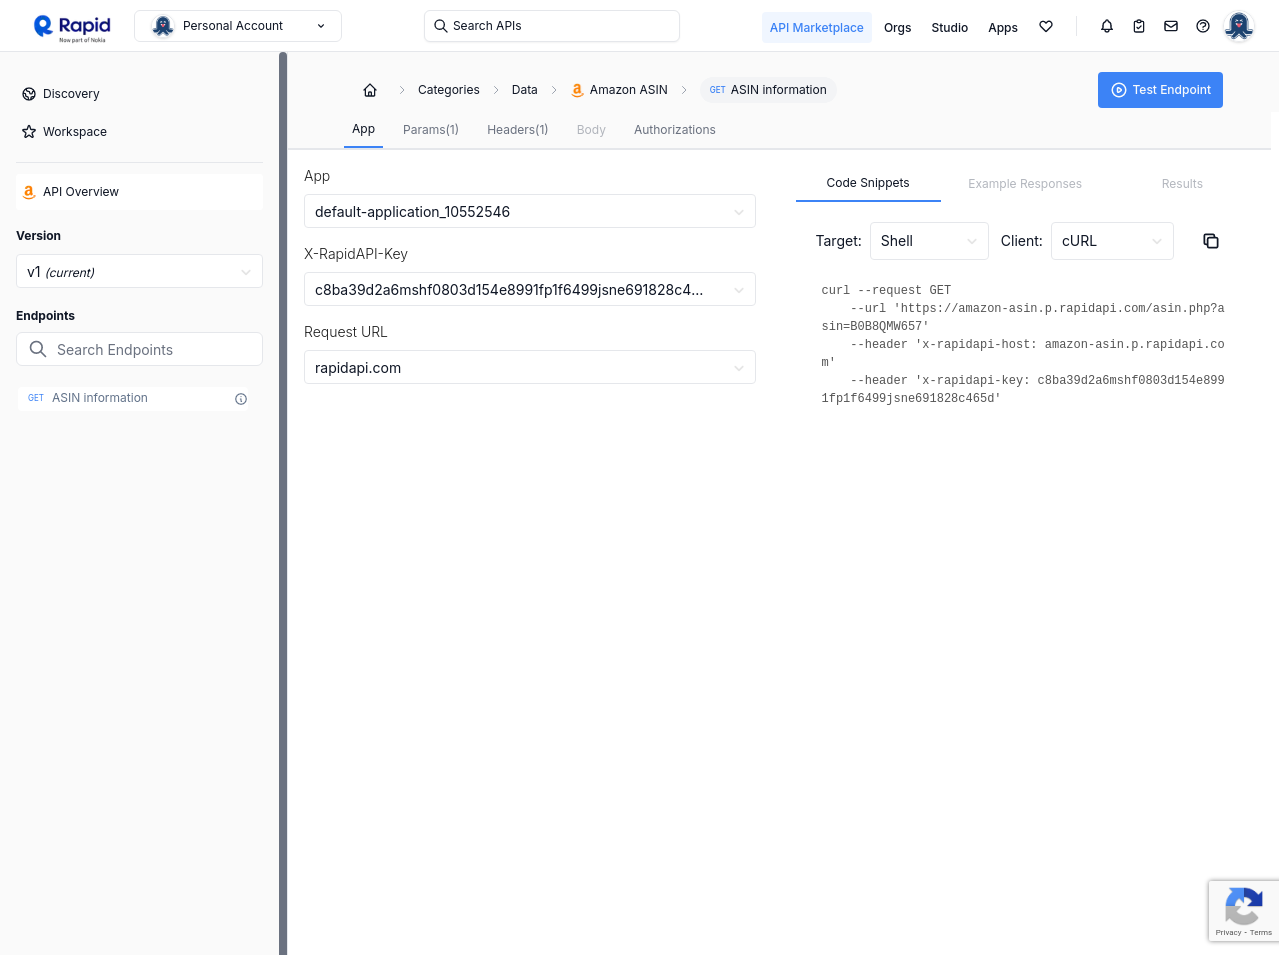 Rapid
Now part of Nokia
Personal Account
Search APIs
API Marketplace
Orgs
Studio
Apps
Discovery
Workspace
API Overview
Version
v1 (current)
Endpoints
Search Endpoints
GET ASIN information
Categories
Data
Amazon ASIN
GET ASIN information
Test Endpoint
App
Params(1)
Headers(1)
Body
Authorizations
App
default-application_10552546
X-RapidAPI-Key
c8ba39d2a6mshf0803d154e8991fp1f6499jsne691828c4...
Request URL
rapidapi.com
Code Snippets
Example Responses
Results
Target:
Shell
Client:
cURL
curl --request GET
--url 'https://amazon-asin.p.rapidapi.com/asin.php?a
sin=B0B8QMW657'
--header 'x-rapidapi-host: amazon-asin.p.rapidapi.co
m'
--header 'x-rapidapi-key: c8ba39d2a6mshf0803d154e899
1fp1f6499jsne691828c465d'
Privacy - Terms